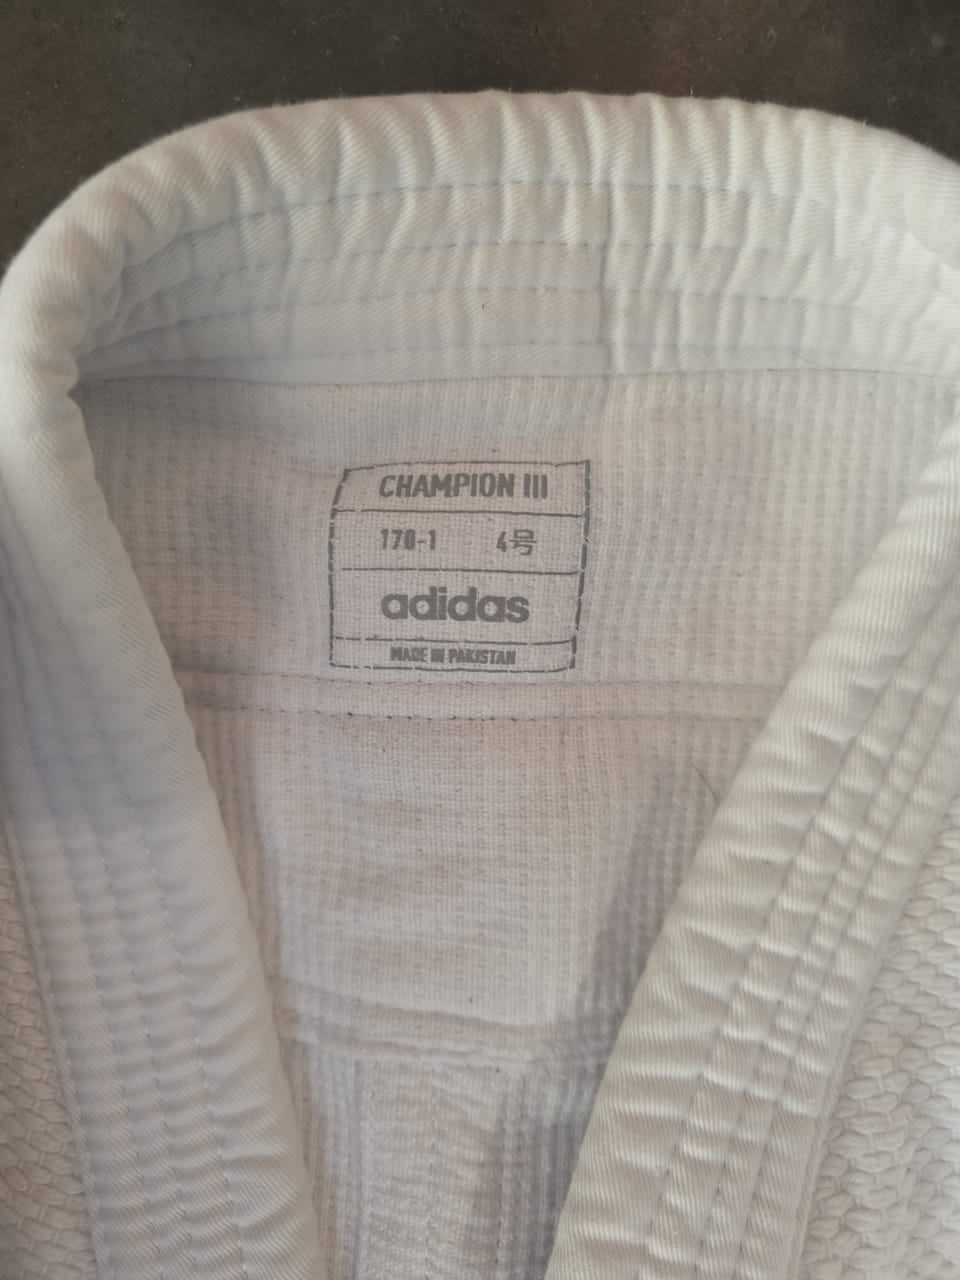 CHAMPION III
170-1 4号
adidas
MADE IN PAKISTAN